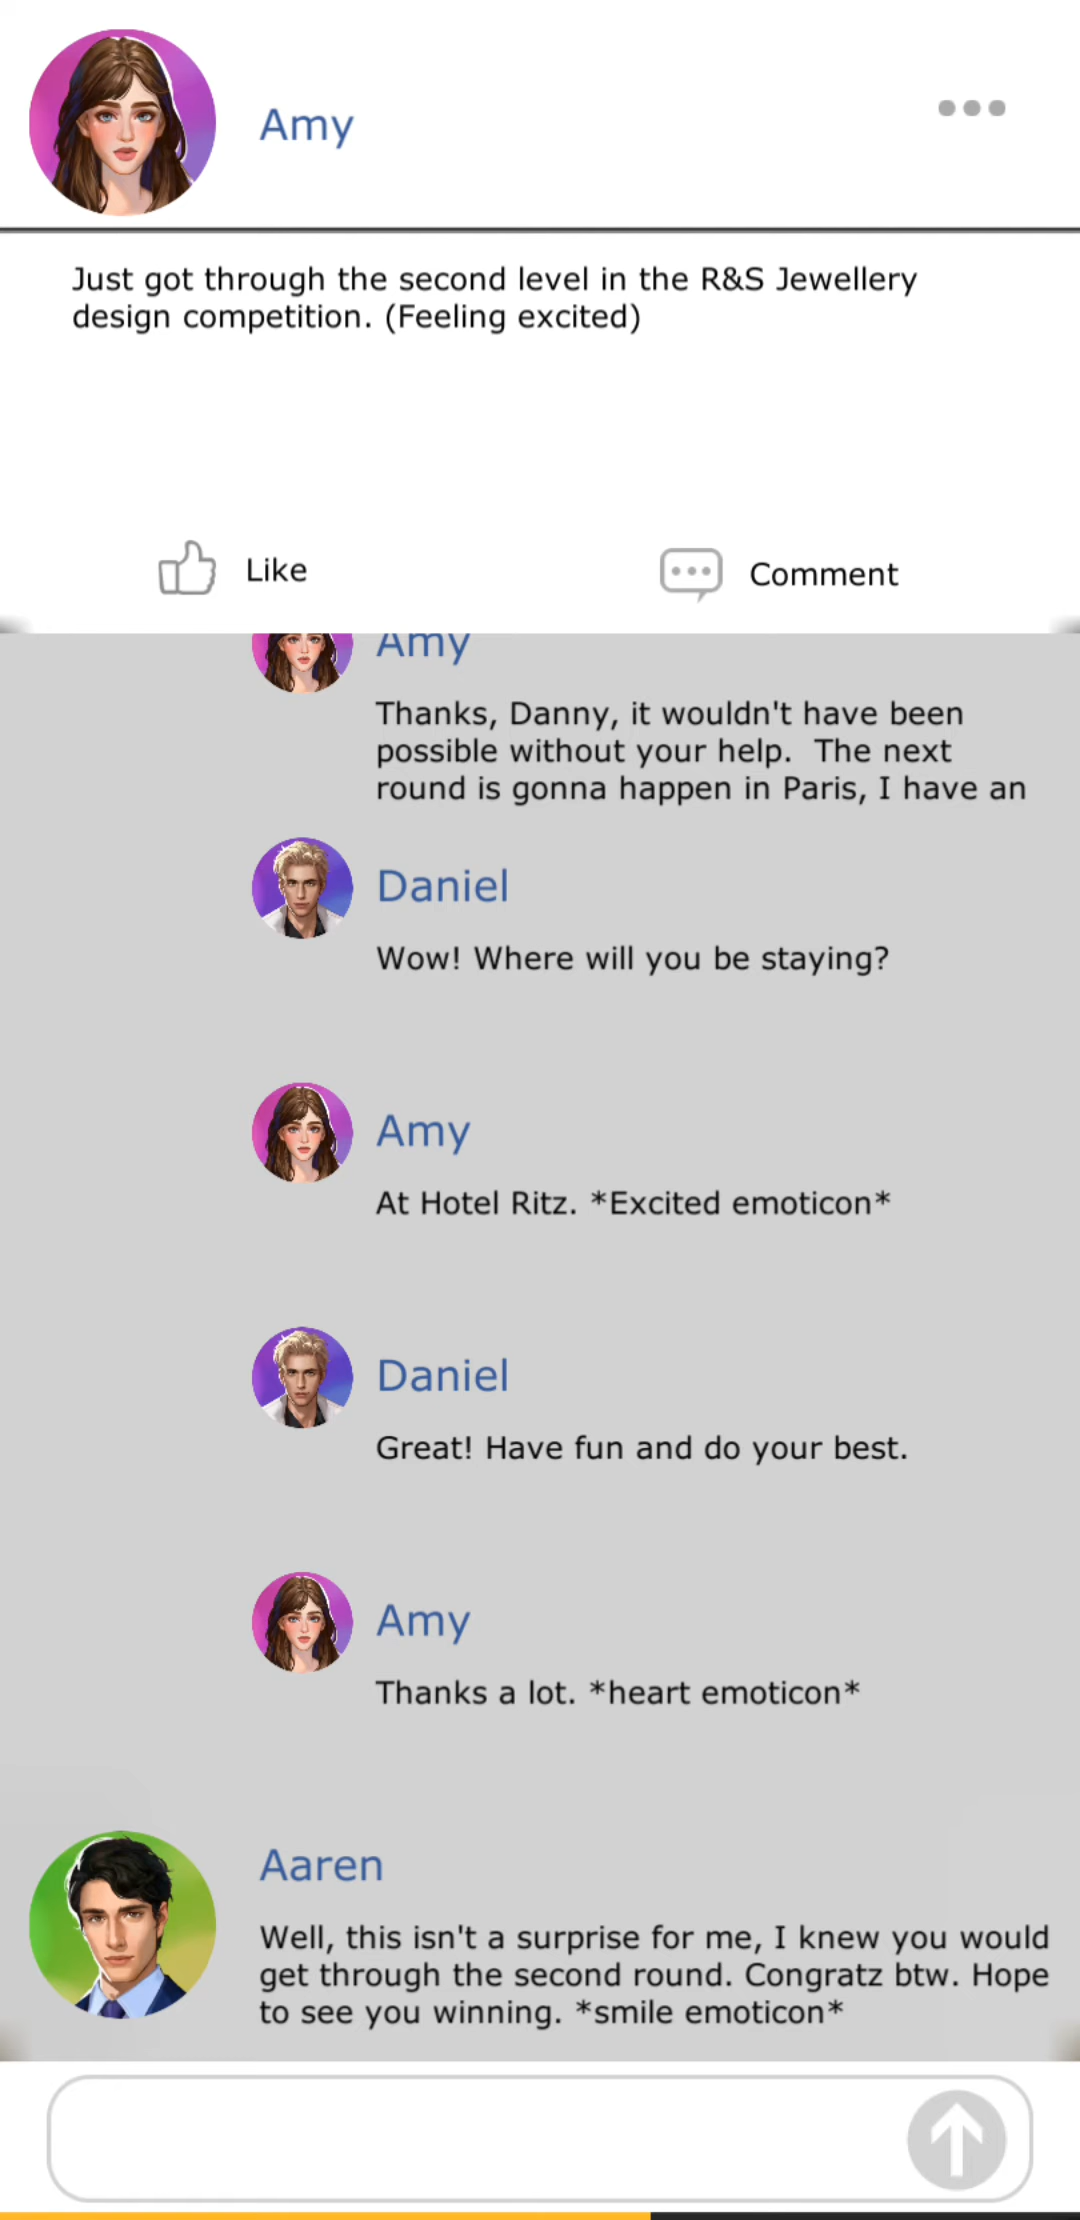 Amy
Just got through the second level in the R&S Jewellery
design competition. (Feeling excited)
Like
Comment
Amy
Thanks, Danny, it wouldn't have been
possible without your help.  The next
round is gonna happen in Paris, I have an
Daniel
Wow! Where will you be staying?
Amy
At Hotel Ritz. *Excited emoticon*
Daniel
Great! Have fun and do your best.
Amy
Thanks a lot. *heart emoticon*
Aaren
Well, this isn't a surprise for me, I knew you would
get through the second round. Congratz btw. Hope
to see you winning. *smile emoticon*